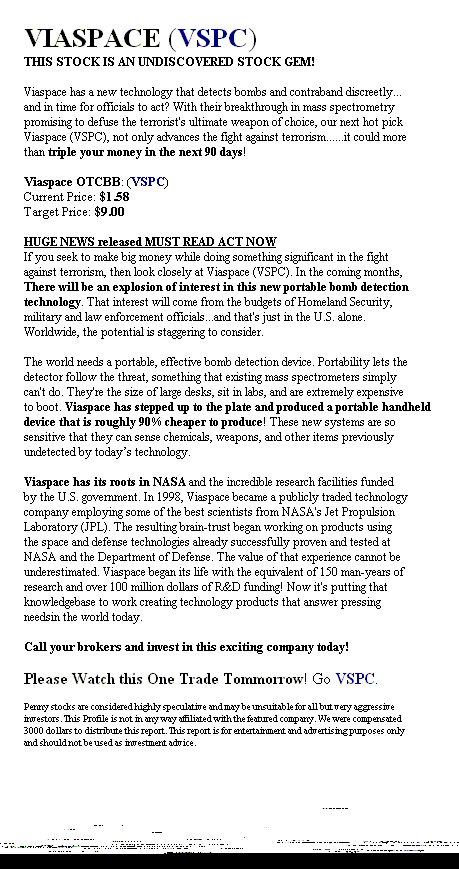 VIASPACE (VSPC)
THIS STOCK IS AN UNDISCOVERED STOCK GEM!
Viaspace has a new technology that detects bombs and contraband discreetly...
and in time for officials to act? With their breakthrough in mass spectrometry
promising to defuse the terrorist's ultimate weapon of choice, our next hot pick
Viaspace (VSPC), not only advances the fight against terrorism......it could more
than triple your money in the next 90 days!
Viaspace OTCBB: (VSPC)
Current Price: $1.58
Target Price: $9.00
HUGE NEWS released MUST READ ACT NOW
If you seek to make big money while doing something significant in the fight
against terrorism, then look closely at Viaspace (VSPC). In the coming months,
There will be an explosion of interest in this new portable bomb detection
technology. That interest will come from the budgets of Homeland Security,
military and law enforcement officials...and that's just in the U.S. alone.
Worldwide, the potential is staggering to consider.
The world needs a portable, effective bomb detection device. Portability lets the
detector follow the threat, something that existing mass spectrometers simply
can't do. They're the size of large desks, sit in labs, and are extremely expensive
to boot. Viaspace has stepped up to the plate and produced a portable handheld
device that is roughly 90% cheaper to produce! These new systems are so
sensitive that they can sense chemicals, weapons, and other items previously
undetected by today's technology.
Viaspace has its roots in NASA and the incredible research facilities funded
by the U.S. government. In 1998, Viaspace became a publicly traded technology
company employing some of the best scientists from NASA's Jet Propulsion
Laboratory (JPL). The resulting brain-trust began working on products using
the space and defense technologies already successfully proven and tested at
NASA and the Department of Defense. The value of that experience cannot be
underestimated. Viaspace began its life with the equivalent of 150 man-years of
research and over 100 million dollars of R&D funding! Now it's putting that
knowledgebase to work creating technology products that answer pressing
needsin the world today.
Call your brokers and invest in this exciting company today!
Please Watch this One Trade Tommorrow! Go VSPC.
Penny stocks are considered highly speculative and may be unsuitable for all but very aggressive
investors. This Profile is not in any way affiliated with the featured company. We were compensated
3000 dollars to distribute this report. This report is for entertainment and advertising purposes only
and should not be used as investment advice.